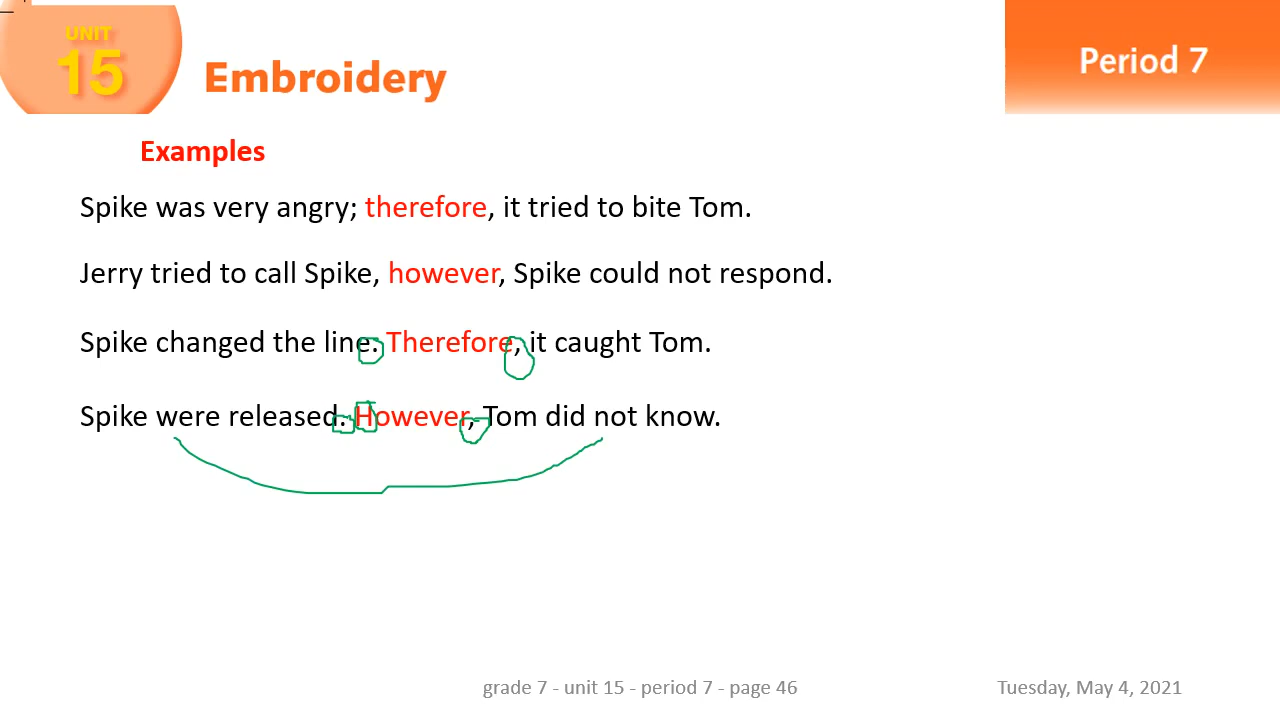 UNIT
15
Embroidery
Period 7
Examples
Spike was very angry; therefore, it tried to bite Tom.
Jerry tried to call Spike, however, Spike could not respond.
Spike changed the line. Therefore, it caught Tom.
Spike were released. However, Tom did not know.
grade 7 - unit 15 - period 7 - page 46
Tuesday, May 4, 2021